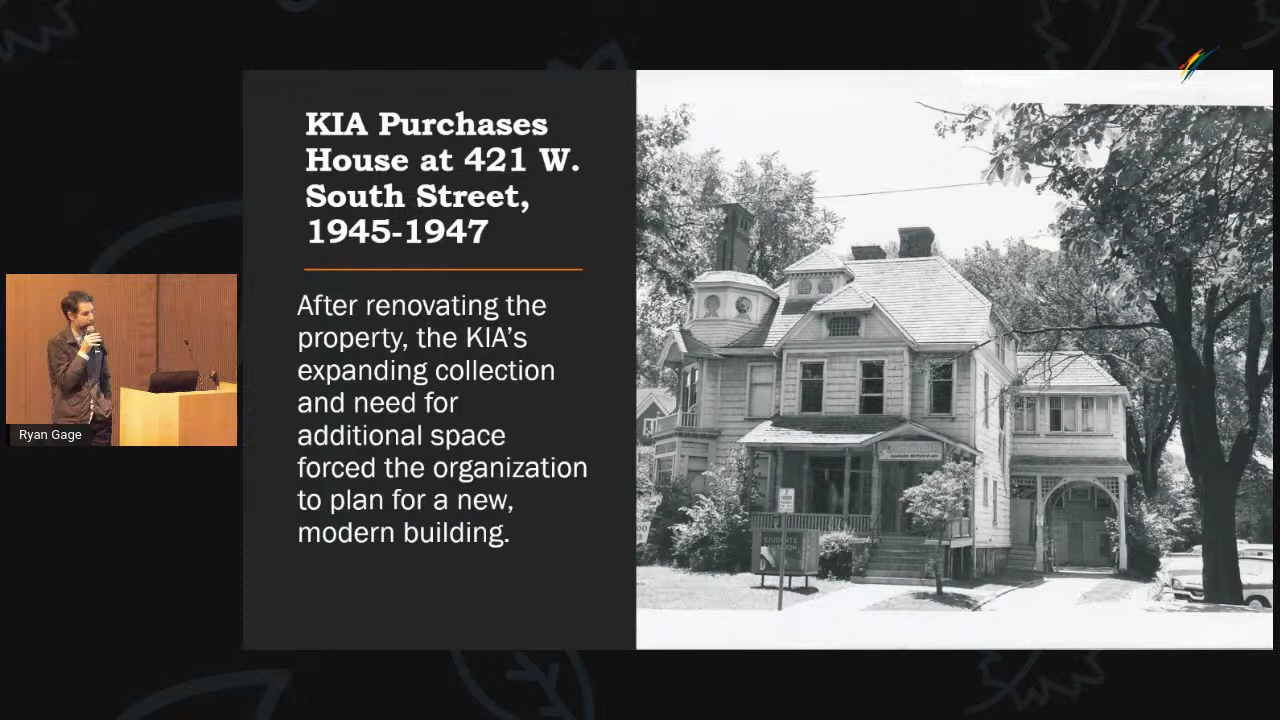 KIA Purchases
House at 421 W.
South Street,
1945-1947
After renovating the
property, the KIA’s
expanding collection
and need for
additional space
forced the organization
to plan for a new,
modern building.
Ryan Gage